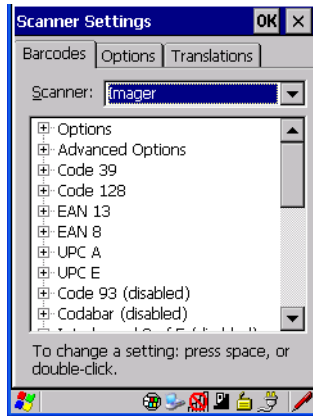 Scanner Settings OK
Barcodes Options Translations
Scanner: Imager
Options
Advanced Options
Code 39
Code 128
EAN 13
EAN 8
UPC A
UPC E
Code 93 (disabled)
Codabar (disabled)
To change a setting: press space, or
double-click.